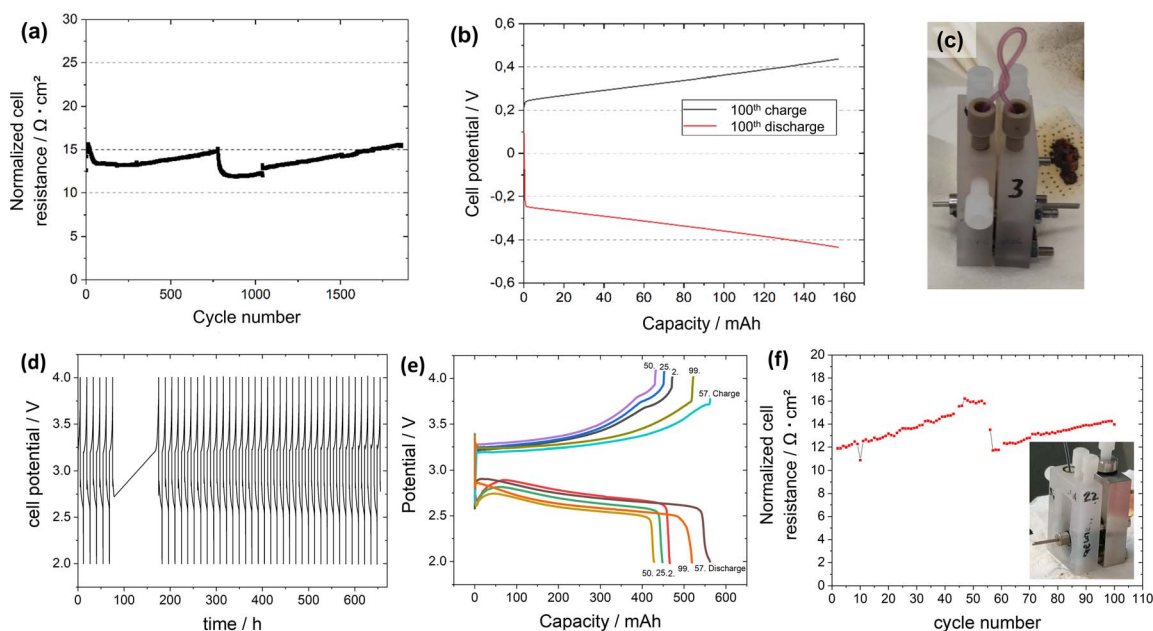 (a)
Normalized cell
resistance / Ω · cm²
30
25
20
15
10
5
0
0 500 1000 1500
Cycle number
(b)
Cell potential / V
0,6
0,4
0,2
0
-0,2
-0,4
-0,6
100th charge
100th discharge
0 20 40 60 80 100 120 140 160
Capacity / mAh
(c)
3
(d)
cell potential / V
4.0
3.5
3.0
2.5
2.0
0 100 200 300 400 500 600
time / h
(e)
Potential / V
4.0
3.5
3.0
2.5
2.0
50. 25. 2. 99.
57. Charge
50. 25. 2. 99. 57. Discharge
0 100 200 300 400 500 600
Capacity / mAh
(f)
Normalized cell
resistance / Ω · cm²
20
18
16
14
12
10
8
6
4
2
0
22
0 10 20 30 40 50 60 70 80 90 100 110
cycle number